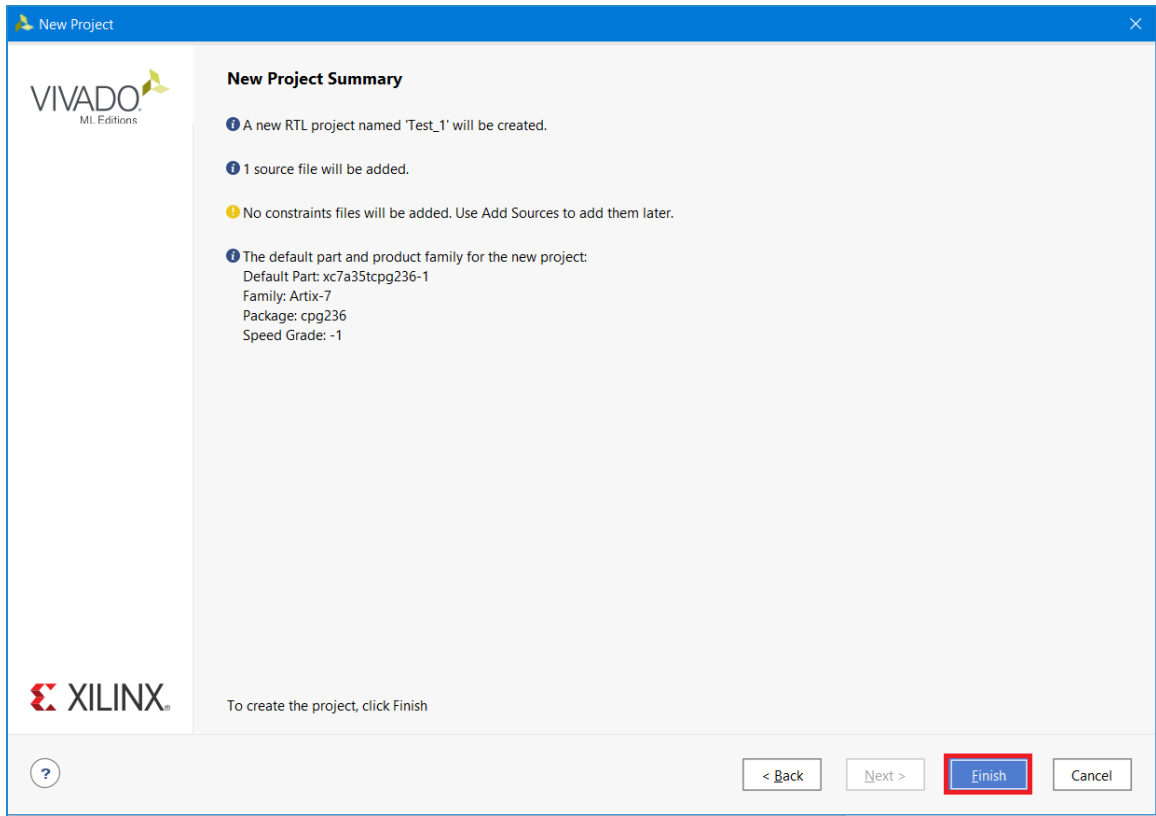 New Project
VIVADO.
ML Editions
New Project Summary
A new RTL project named 'Test_1' will be created.
1 source file will be added.
No constraints files will be added. Use Add Sources to add them later.
The default part and product family for the new project:
Default Part: xc7a35tcpg236-1
Family: Artix-7
Package: cpg236
Speed Grade: -1
XILINX.
To create the project, click Finish
?
< Back
Next >
Finish
Cancel